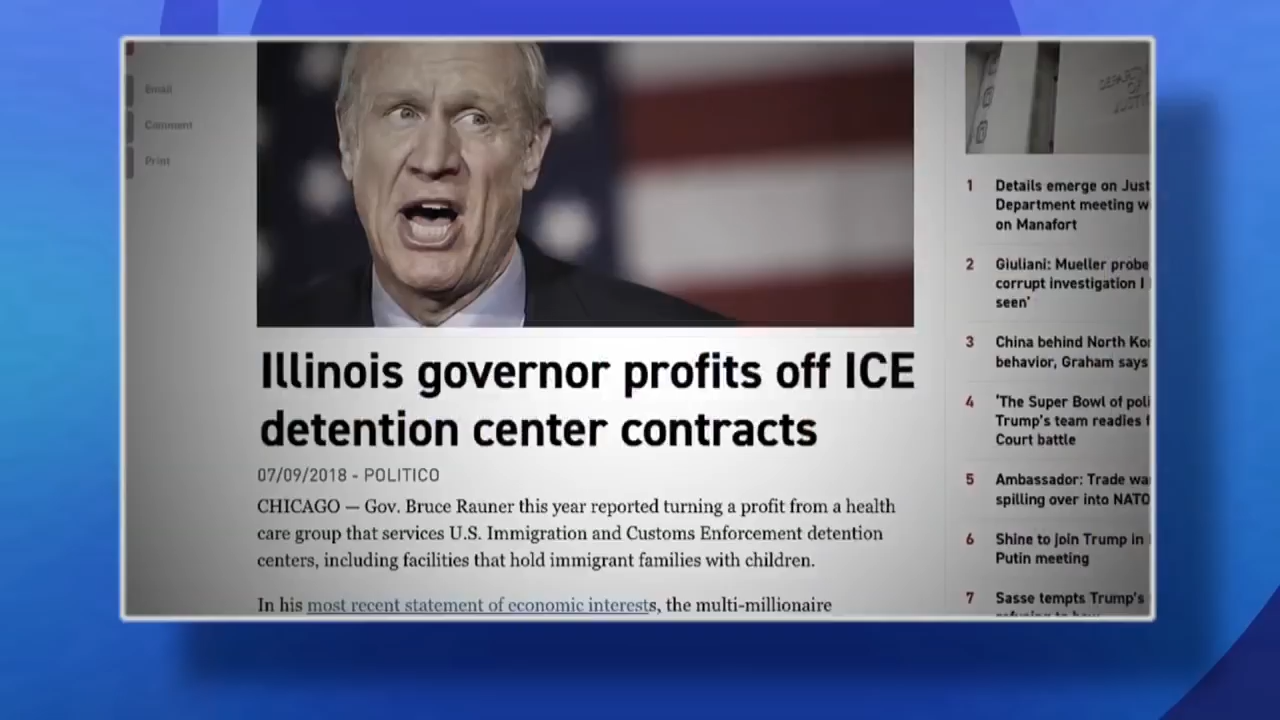 Email
Comment
Print
Illinois governor profits off ICE
detention center contracts
07/09/2018 - POLITICO
CHICAGO — Gov. Bruce Rauner this year reported turning a profit from a health
care group that services U.S. Immigration and Customs Enforcement detention
centers, including facilities that hold immigrant families with children.
In his most recent statement of economic interests, the multi-millionaire
1 Details emerge on Just
Department meeting w
on Manafort
2 Giuliani: Mueller probe
corrupt investigation I
seen'
3 China behind North Ko
behavior, Graham says
4 'The Super Bowl of poli
Trump's team readies f
Court battle
5 Ambassador: Trade wa
spilling over into NATO
6 Shine to join Trump in
Putin meeting
7 Sasse tempts Trump's